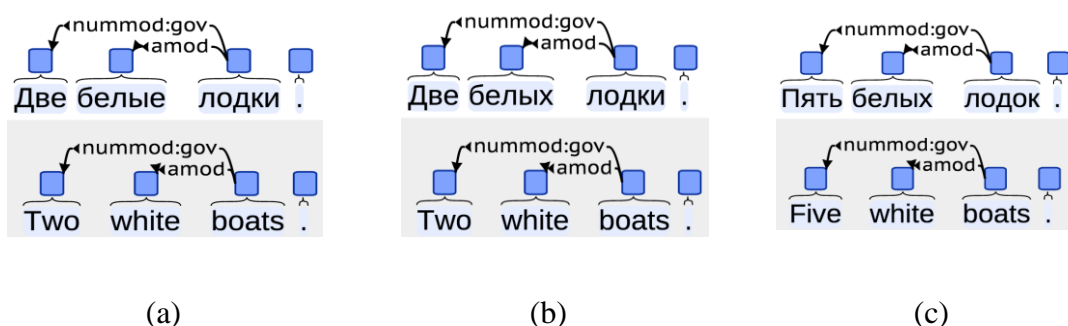 nummod:gov
amod
Две белые лодки .
nummod:gov
amod
Two white boats .
(a)
nummod:gov
amod
Две белых лодки .
nummod:gov
amod
Two white boats .
(b)
nummod:gov
amod
Пять белых лодок .
nummod:gov
amod
Five white boats .
(c)